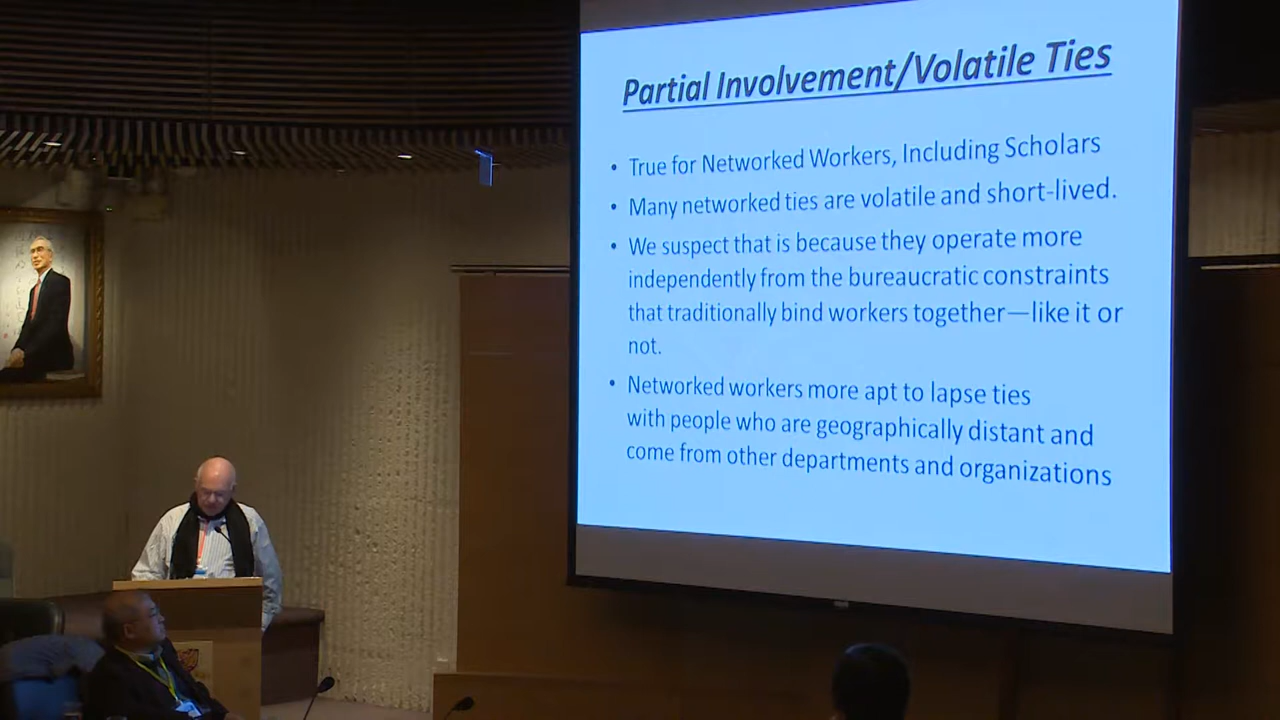 Partial Involvement/Volatile Ties
• True for Networked Workers, Including Scholars
• Many networked ties are volatile and short-lived.
• We suspect that is because they operate more
independently from the bureaucratic constraints
that traditionally bind workers together—like it or
not.
• Networked workers more apt to lapse ties
with people who are geographically distant and
come from other departments and organizations